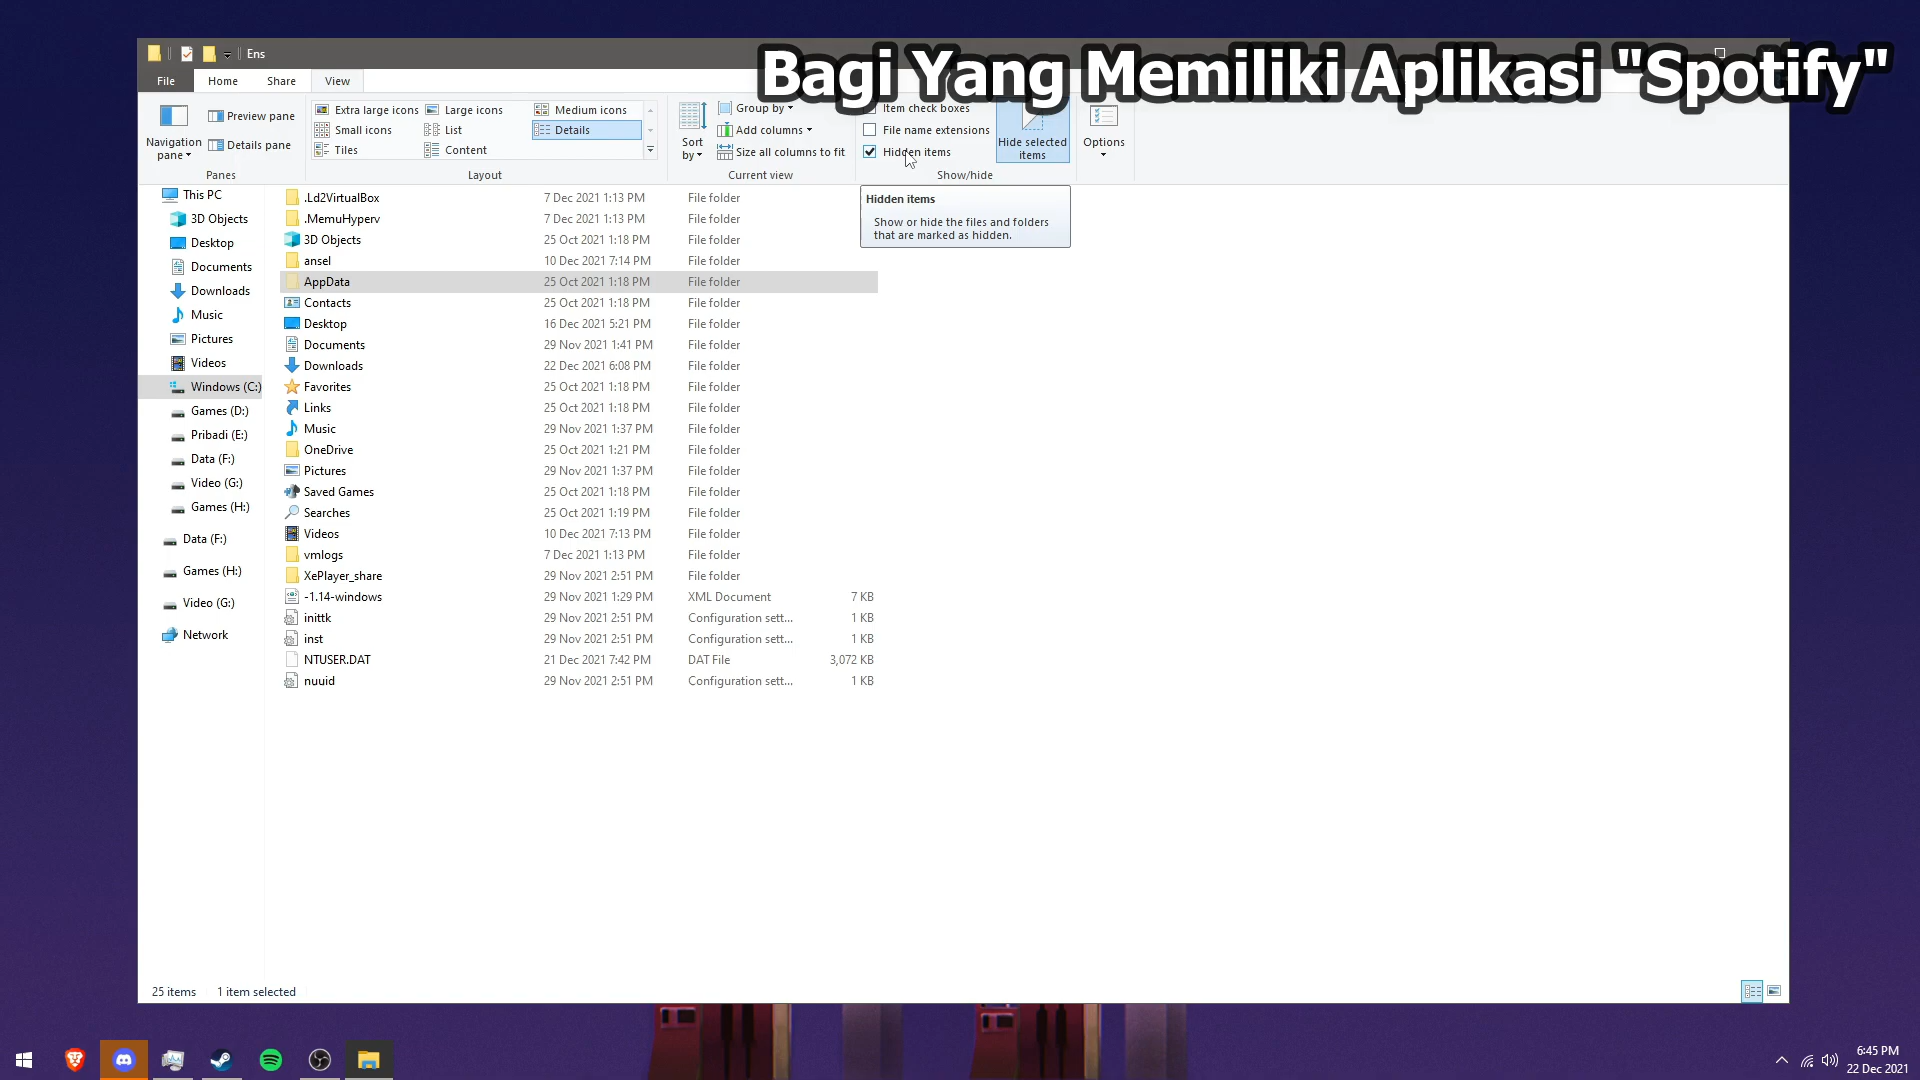 Ens
Bagi Yang Memiliki Aplikasi "Spotify"
File Home Share View
Navigation pane
Preview pane
Details pane
Panes
Extra large icons Large icons Medium icons
Small icons List Details
Tiles Content
Layout
Sort by
Group by
Add columns
Size all columns to fit
Current view
Item check boxes
File name extensions
Hidden items
Hide selected items
Show/hide
Options
Hidden items
Show or hide the files and folders
that are marked as hidden.
This PC
3D Objects
Desktop
Documents
Downloads
Music
Pictures
Videos
Windows (C:)
Games (D:)
Pribadi (E:)
Data (F:)
Video (G:)
Games (H:)
Data (F:)
Games (H:)
Video (G:)
Network
.Ld2VirtualBox 7 Dec 2021 1:13 PM File folder
.MemuHyperv 7 Dec 2021 1:13 PM File folder
3D Objects 25 Oct 2021 1:18 PM File folder
ansel 10 Dec 2021 7:14 PM File folder
AppData 25 Oct 2021 1:18 PM File folder
Contacts 25 Oct 2021 1:18 PM File folder
Desktop 16 Dec 2021 5:21 PM File folder
Documents 29 Nov 2021 1:41 PM File folder
Downloads 22 Dec 2021 6:08 PM File folder
Favorites 25 Oct 2021 1:18 PM File folder
Links 25 Oct 2021 1:18 PM File folder
Music 29 Nov 2021 1:37 PM File folder
OneDrive 25 Oct 2021 1:21 PM File folder
Pictures 29 Nov 2021 1:37 PM File folder
Saved Games 25 Oct 2021 1:18 PM File folder
Searches 25 Oct 2021 1:19 PM File folder
Videos 10 Dec 2021 7:13 PM File folder
vmlogs 7 Dec 2021 1:13 PM File folder
XePlayer_share 29 Nov 2021 2:51 PM File folder
-1.14-windows 29 Nov 2021 1:29 PM XML Document 7 KB
inittk 29 Nov 2021 2:51 PM Configuration sett... 1 KB
inst 29 Nov 2021 2:51 PM Configuration sett... 1 KB
NTUSER.DAT 21 Dec 2021 7:42 PM DAT File 3,072 KB
nuuid 29 Nov 2021 2:51 PM Configuration sett... 1 KB
25 items 1 item selected
6:45 PM
22 Dec 2021